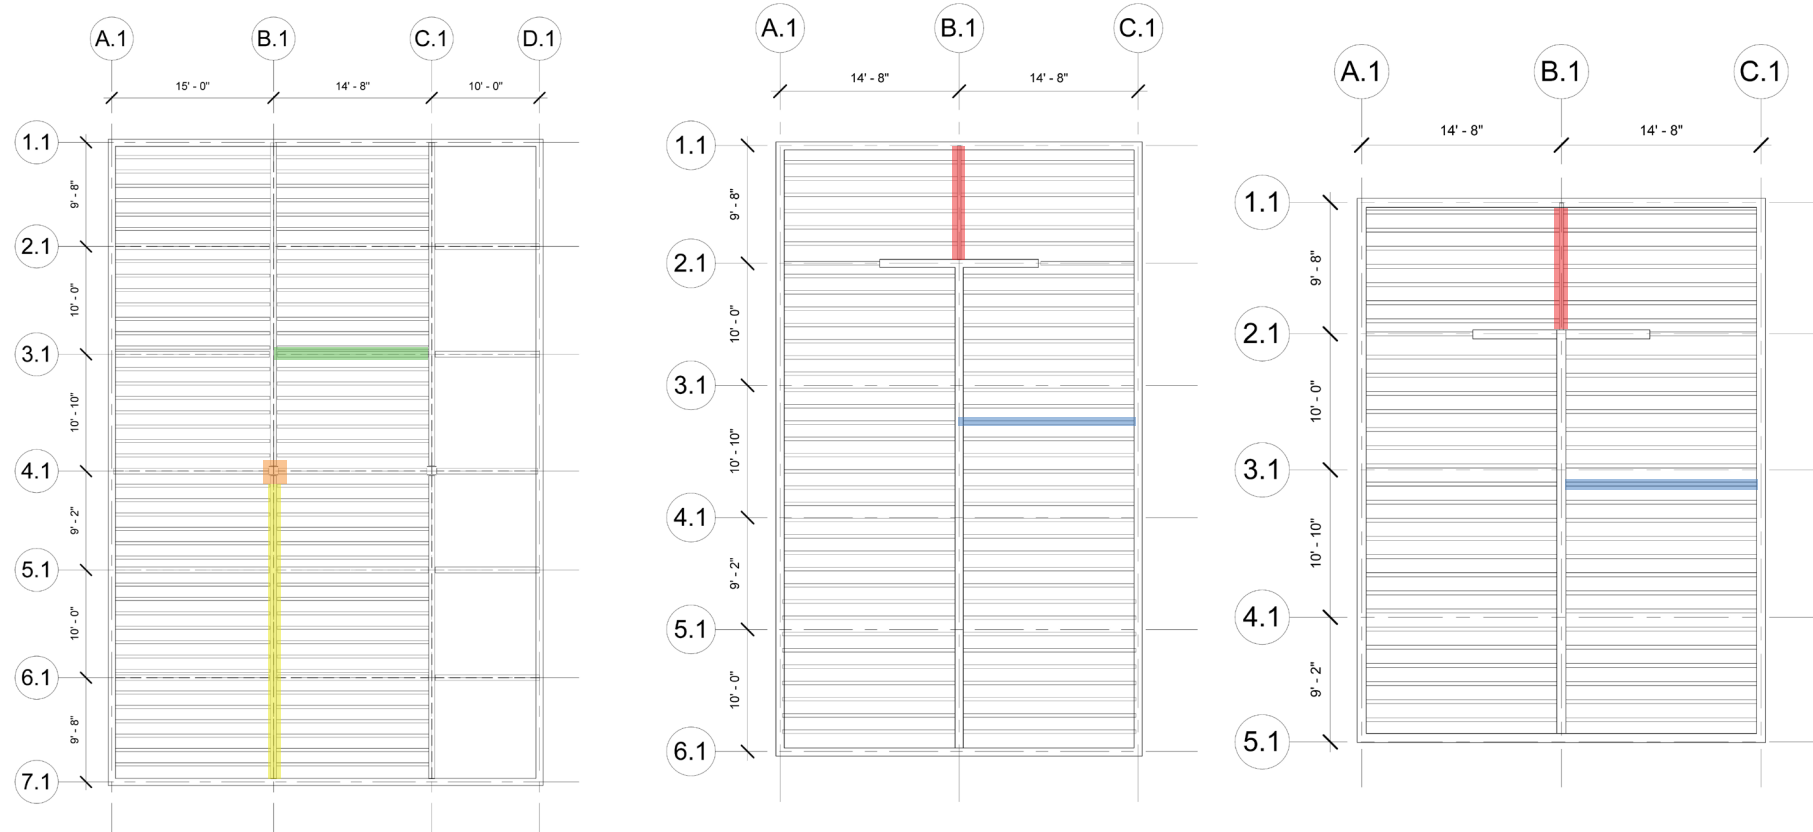 A.1 B.1 C.1 D.1
15' - 0" 14' - 8" 10' - 0"
1.1
9' - 8"
2.1
10' - 0"
3.1
10' - 10"
4.1
9' - 2"
5.1
10' - 0"
6.1
9' - 8"
7.1
A.1 B.1 C.1
14' - 8" 14' - 8"
1.1
9' - 8"
2.1
10' - 0"
3.1
10' - 10"
4.1
9' - 2"
5.1
10' - 0"
6.1
A.1 B.1 C.1
14' - 8" 14' - 8"
1.1
9' - 8"
2.1
10' - 0"
3.1
10' - 10"
4.1
9' - 2"
5.1